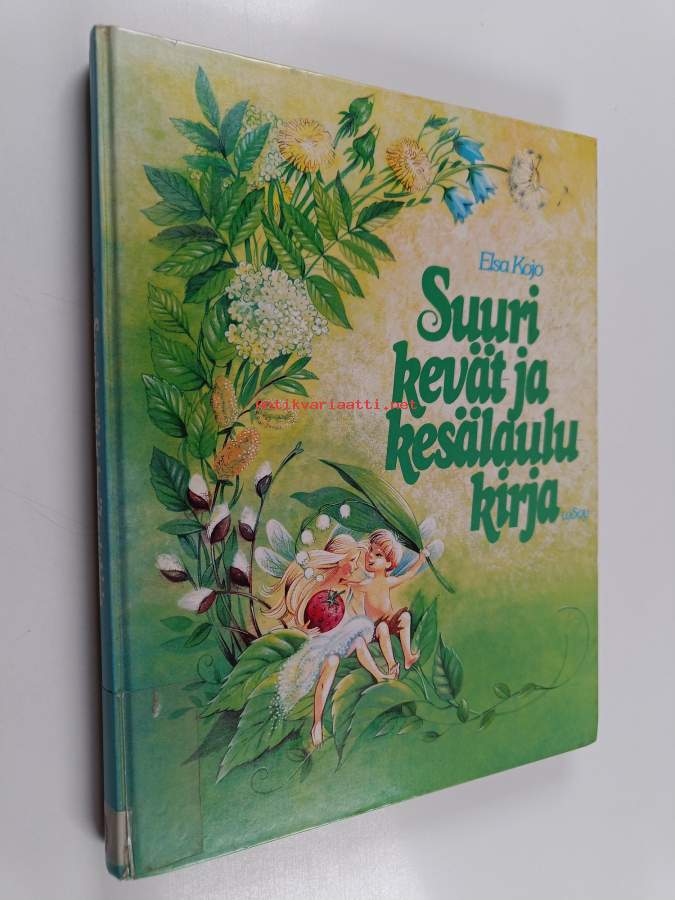 Elsa Kojo
Suuri
kevät ja
kesälaulu
kirja
wsoy
antikvariaatti.net